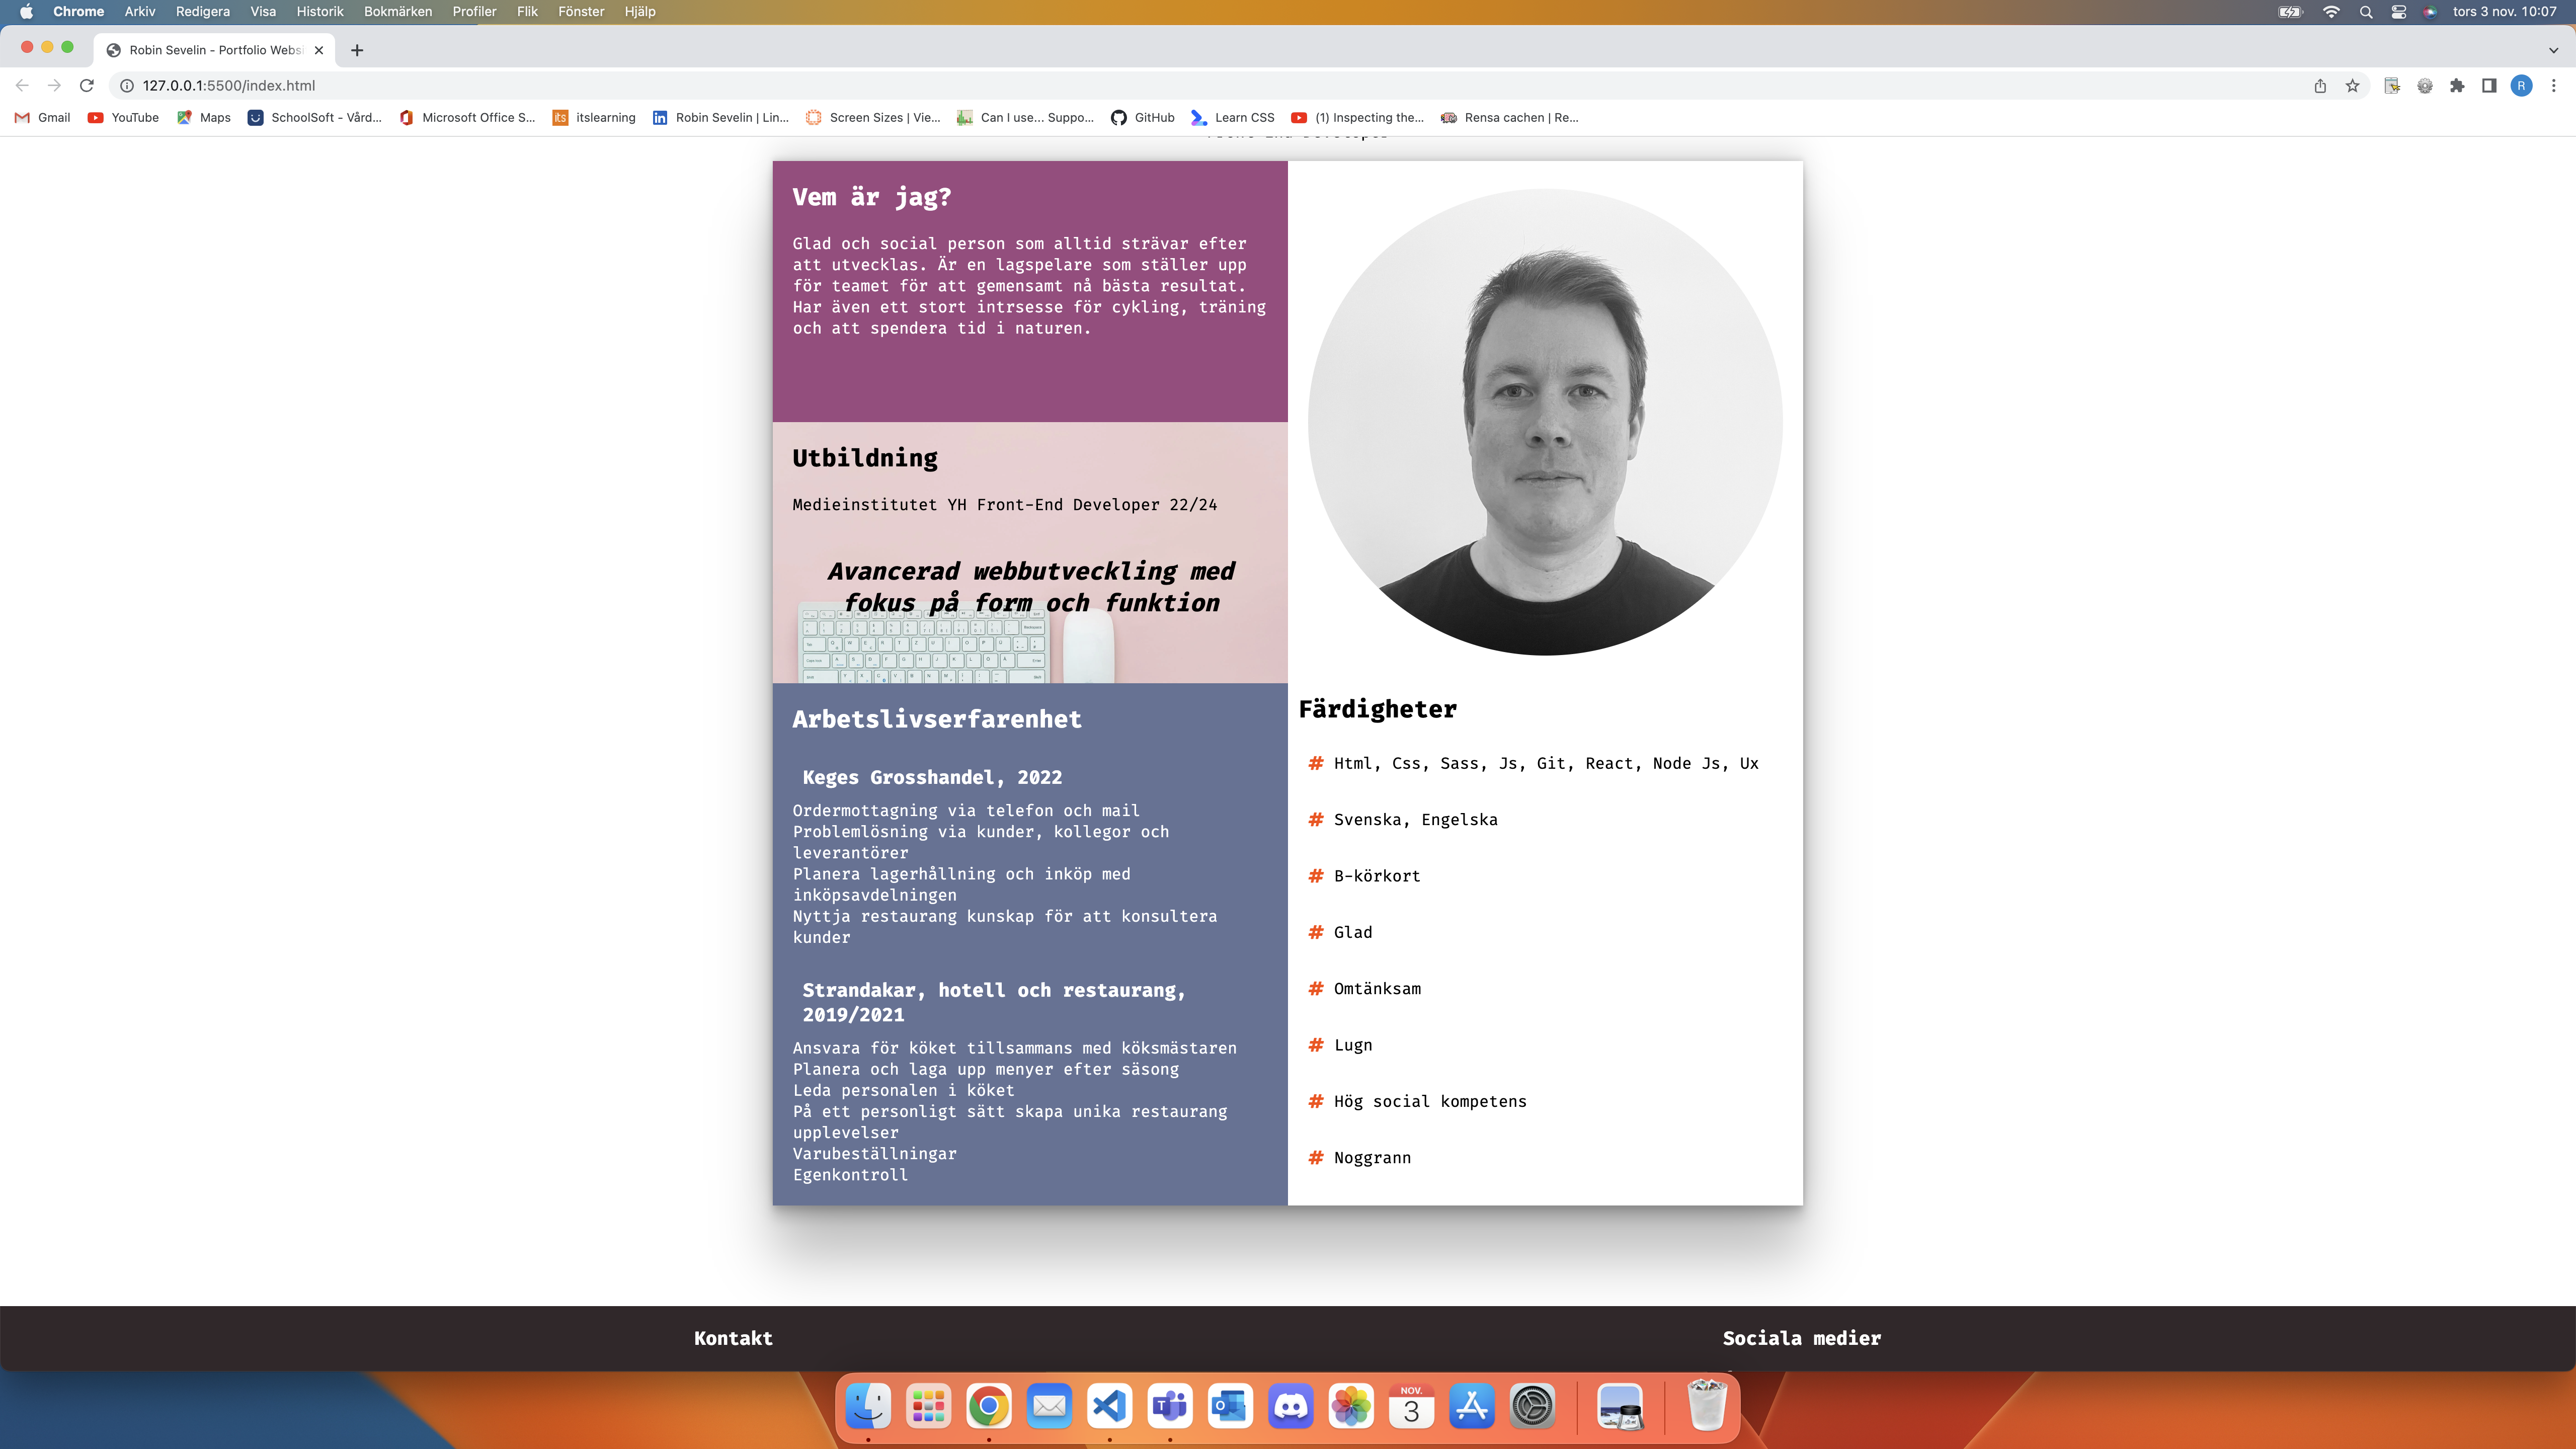 Chrome Arkiv Redigera Visa Historik Bokmärken Profiler Flik Fönster Hjälp tors 3 nov. 10:07
Robin Sevelin - Portfolio Websi
127.0.0.1:5500/index.html
R
Gmail YouTube Maps SchoolSoft - Vård... Microsoft Office S... its itslearning Robin Sevelin | Lin... Screen Sizes | Vie... Can I use... Suppo... GitHub Learn CSS (1) Inspecting the... Rensa cachen | Re...
Vem är jag?
Glad och social person som alltid strävar efter
att utvecklas. Är en lagspelare som ställer upp
för teamet för att gemensamt nå bästa resultat.
Har även ett stort intrsesse för cykling, träning
och att spendera tid i naturen.
Utbildning
Medieinstitutet YH Front-End Developer 22/24
Avancerad webbutveckling med
fokus på form och funktion
Arbetslivserfarenhet
Keges Grosshandel, 2022
Ordermottagning via telefon och mail
Problemlösning via kunder, kollegor och
leverantörer
Planera lagerhållning och inköp med
inköpsavdelningen
Nyttja restaurang kunskap för att konsultera
kunder
Strandakar, hotell och restaurang,
2019/2021
Ansvara för köket tillsammans med köksmästaren
Planera och laga upp menyer efter säsong
Leda personalen i köket
På ett personligt sätt skapa unika restaurang
upplevelser
Varubeställningar
Egenkontroll
Färdigheter
# Html, Css, Sass, Js, Git, React, Node Js, Ux
# Svenska, Engelska
# B-körkort
# Glad
# Omtänksam
# Lugn
# Hög social kompetens
# Noggrann
Kontakt Sociala medier
NOV.
3